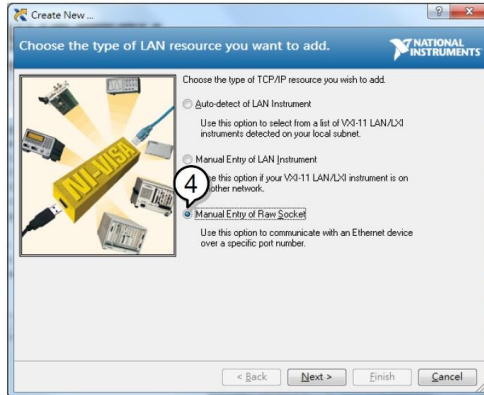 Create New ...
Choose the type of LAN resource you want to add.
NATIONAL
INSTRUMENTS
Choose the type of TCP/IP resource you wish to add.
Auto-detect of LAN Instrument
Use this option to select from a list of VXI-11 LAN/LXI
instruments detected on your local subnet.
Manual Entry of LAN Instrument
this option if your VXI-11 LAN/LXI instrument is on
network.
4
Manual Entry of Raw Socket
Use this option to communicate with an Ethernet device
over a specific port number.
NI-VISA
< Back
Next >
Finish
Cancel